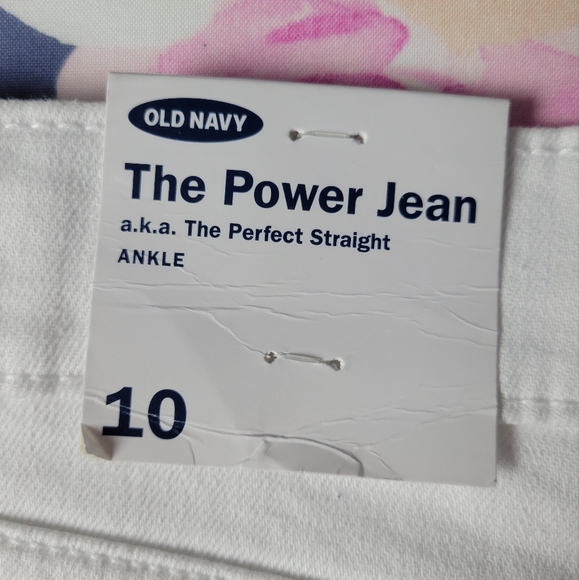 OLD NAVY
The Power Jean
a.k.a. The Perfect Straight
ANKLE
10